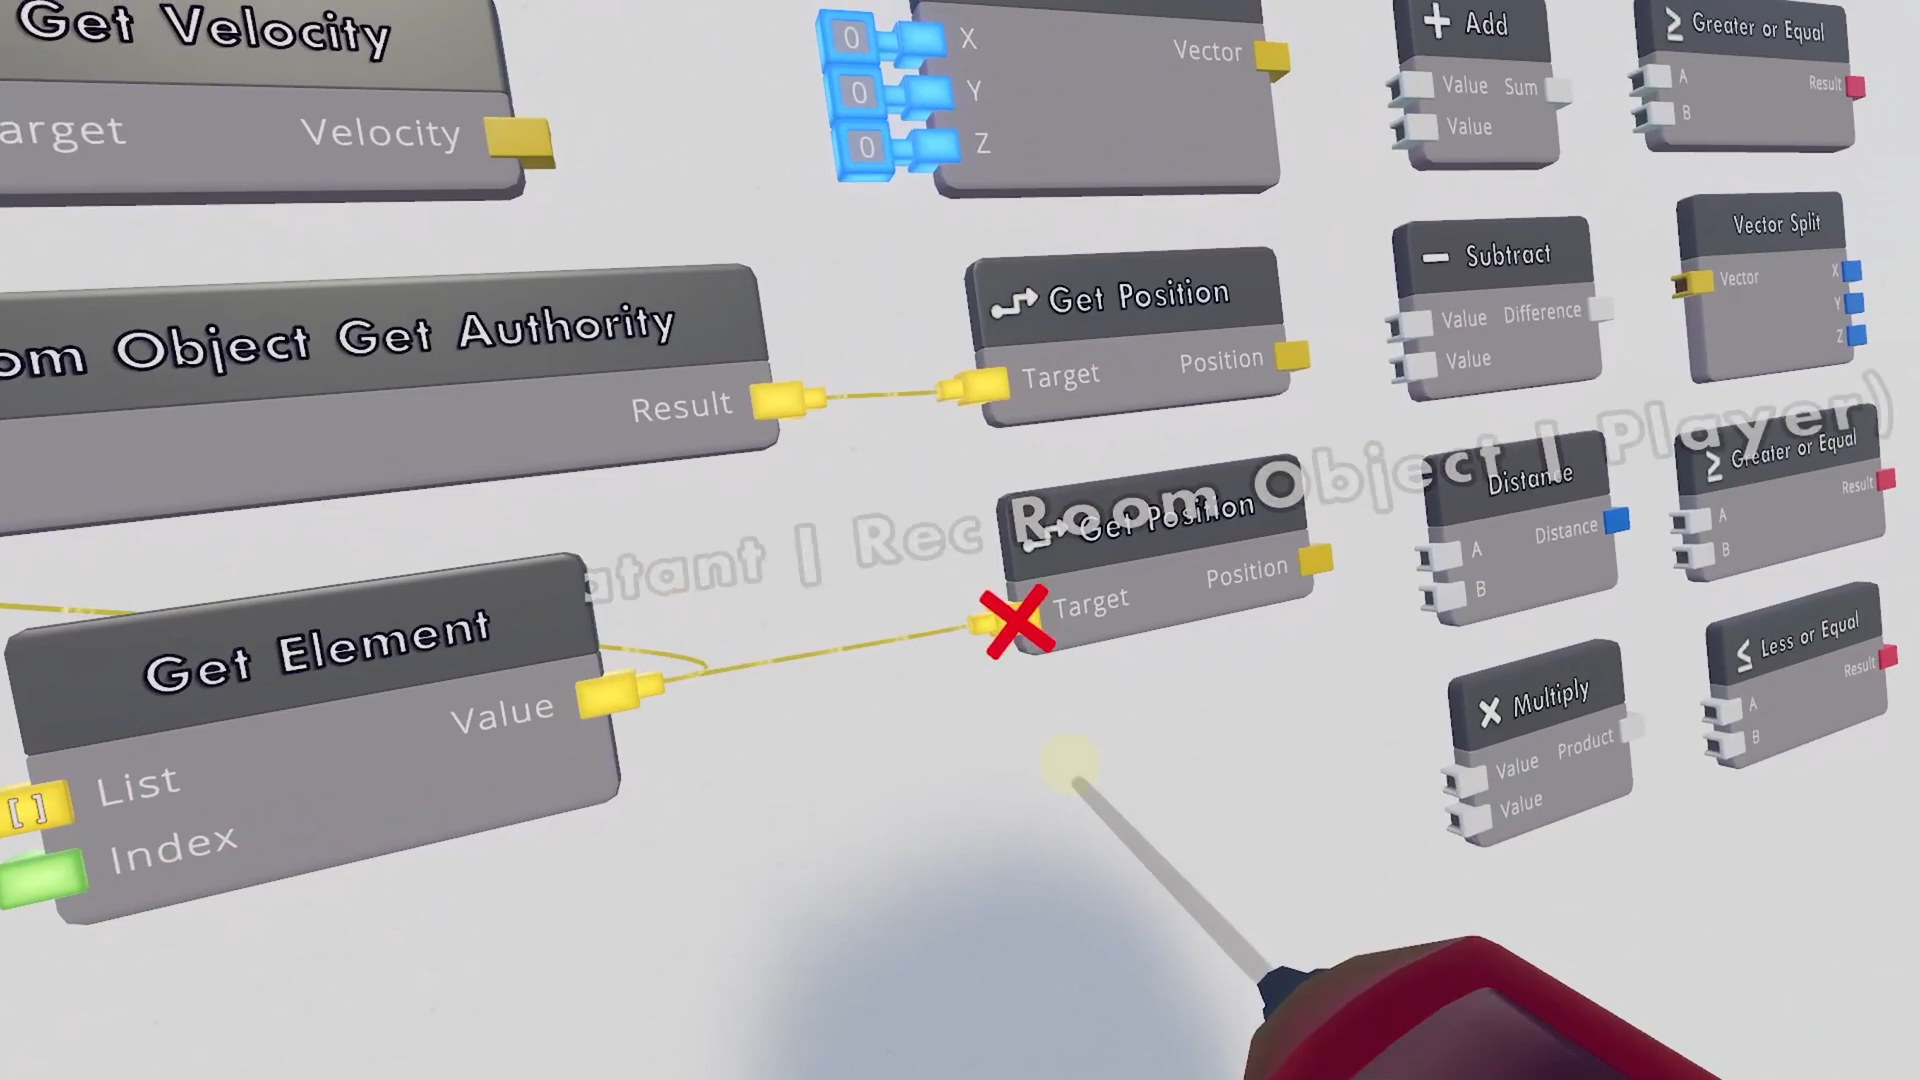 Get Velocity
arget
Velocity
0
X
0
Y
0
Z
Vector
Add
Value
Sum
Value
Greater or Equal
A
B
Result
om Object Get Authority
Result
Get Position
Target
Position
Subtract
Value
Difference
Value
Vector Split
Vector
X
Y
Z
atant | Rec Room Object | Player)
Get Position
Target
Position
Distance
A
Distance
B
Greater or Equal
A
Result
B
Get Element
Value
[ ]
List
Index
Multiply
Value
Product
Value
Less or Equal
A
Result
B